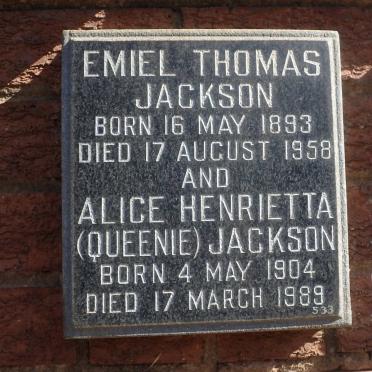 EMIEL THOMAS
JACKSON
BORN 16 MAY 1893
DIED 17 AUGUST 1958
AND
ALICE HENRIETTA
(QUEENIE) JACKSON
BORN 4 MAY 1904
DIED 17 MARCH 1989
533